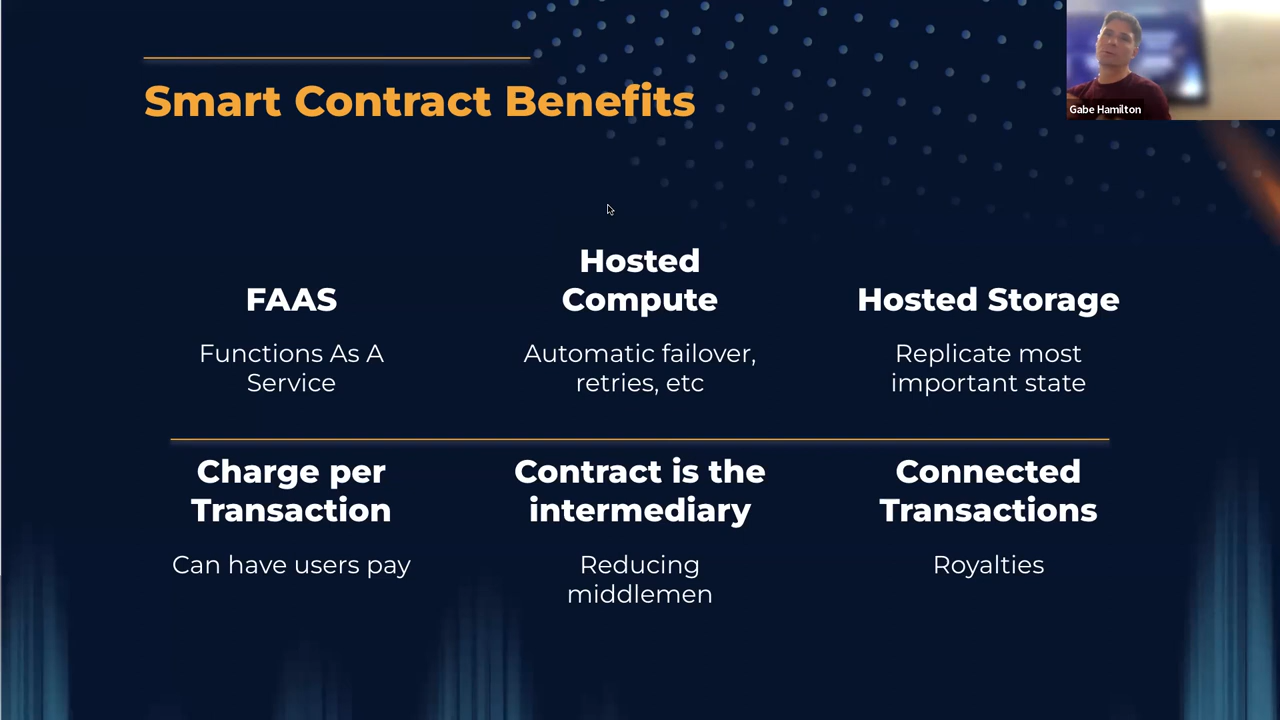 Smart Contract Benefits
Gabe Hamilton
FAAS
Functions As A
Service
Hosted
Compute
Automatic failover,
retries, etc
Hosted Storage
Replicate most
important state
Charge per
Transaction
Can have users pay
Contract is the
intermediary
Reducing
middlemen
Connected
Transactions
Royalties